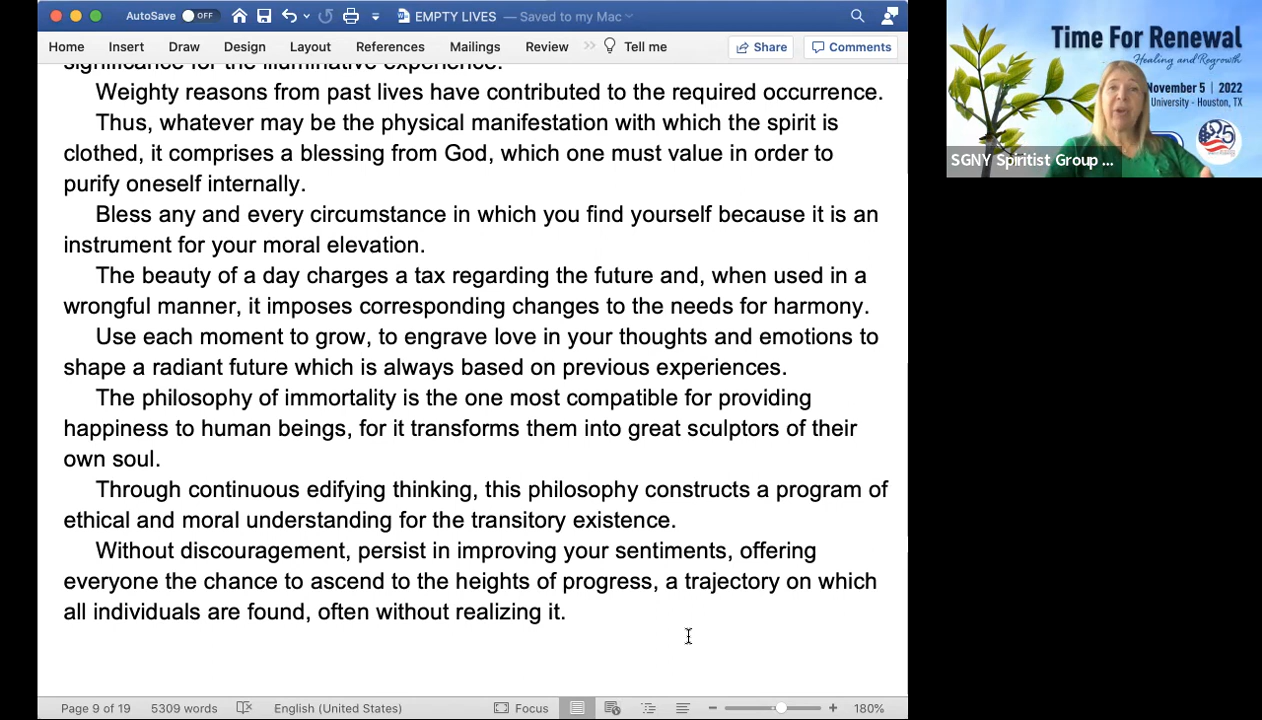 AutoSave OFF EMPTY LIVES — Saved to my Mac
Home Insert Draw Design Layout References Mailings Review Tell me Share Comments
significance for the illuminative experience.
Weighty reasons from past lives have contributed to the required occurrence.
Thus, whatever may be the physical manifestation with which the spirit is
clothed, it comprises a blessing from God, which one must value in order to
purify oneself internally.
Bless any and every circumstance in which you find yourself because it is an
instrument for your moral elevation.
The beauty of a day charges a tax regarding the future and, when used in a
wrongful manner, it imposes corresponding changes to the needs for harmony.
Use each moment to grow, to engrave love in your thoughts and emotions to
shape a radiant future which is always based on previous experiences.
The philosophy of immortality is the one most compatible for providing
happiness to human beings, for it transforms them into great sculptors of their
own soul.
Through continuous edifying thinking, this philosophy constructs a program of
ethical and moral understanding for the transitory existence.
Without discouragement, persist in improving your sentiments, offering
everyone the chance to ascend to the heights of progress, a trajectory on which
all individuals are found, often without realizing it.
Page 9 of 19 5309 words English (United States) Focus 180%
Time For Renewal
Healing and Regrowth
November 5 | 2022
University - Houston, TX
25
SGNY Spiritist Group ...